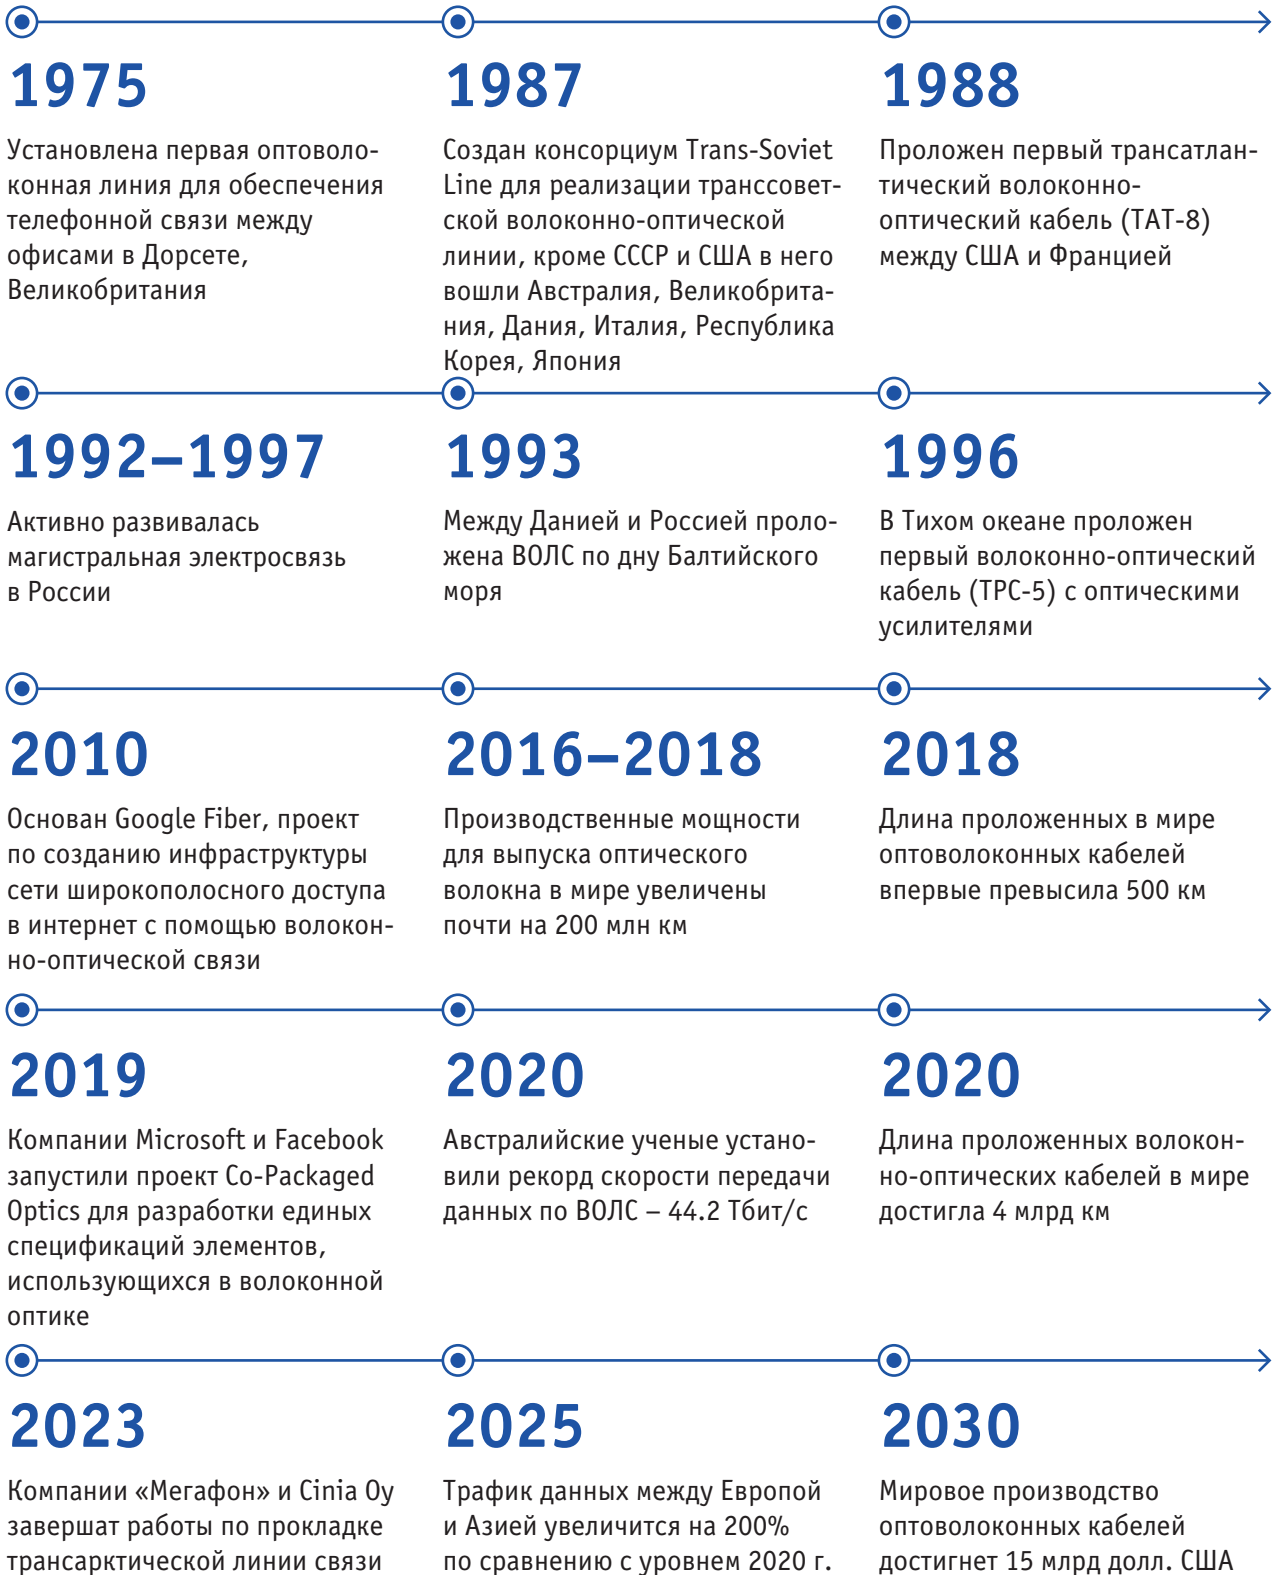 1975
Установлена первая оптоволо-
конная линия для обеспечения
телефонной связи между
офисами в Дорсете,
Великобритания
1987
Создан консорциум Trans-Soviet
Line для реализации транссовет-
ской волоконно-оптической
линии, кроме СССР и США в него
вошли Австралия, Великобрита-
ния, Дания, Италия, Республика
Корея, Япония
1988
Проложен первый трансатлан-
тический волоконно-
оптический кабель (ТАТ-8)
между США и Францией
1992–1997
Активно развивалась
магистральная электросвязь
в России
1993
Между Данией и Россией проло-
жена ВОЛС по дну Балтийского
моря
1996
В Тихом океане проложен
первый волоконно-оптический
кабель (ТРС-5) с оптическими
усилителями
2010
Основан Google Fiber, проект
по созданию инфраструктуры
сети широкополосного доступа
в интернет с помощью волокон-
но-оптической связи
2016–2018
Производственные мощности
для выпуска оптического
волокна в мире увеличены
почти на 200 млн км
2018
Длина проложенных в мире
оптоволоконных кабелей
впервые превысила 500 км
2019
Компании Microsoft и Facebook
запустили проект Co-Packaged
Optics для разработки единых
спецификаций элементов,
использующихся в волоконной
оптике
2020
Австралийские ученые устано-
вили рекорд скорости передачи
данных по ВОЛС – 44.2 Тбит/с
2020
Длина проложенных волокон-
но-оптических кабелей в мире
достигла 4 млрд км
2023
Компании «Мегафон» и Cinia Oy
завершат работы по прокладке
трансарктической линии связи
2025
Трафик данных между Европой
и Азией увеличится на 200%
по сравнению с уровнем 2020 г.
2030
Мировое производство
оптоволоконных кабелей
достигнет 15 млрд долл. США